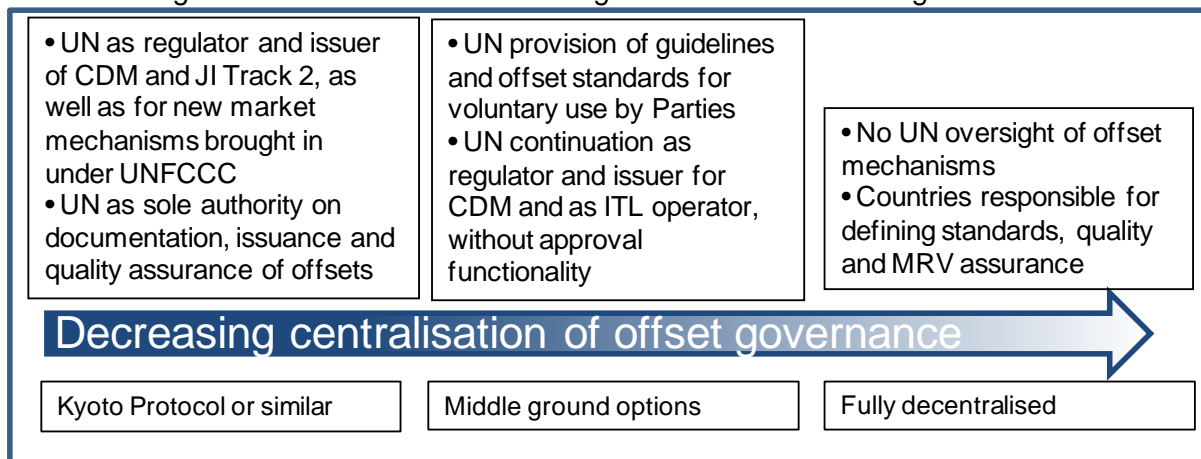 • UN as regulator and issuer
of CDM and JI Track 2, as
well as for new market
mechanisms brought in
under UNFCCC
• UN as sole authority on
documentation, issuance and
quality assurance of offsets
• UN provision of guidelines
and offset standards for
voluntary use by Parties
• UN continuation as
regulator and issuer for
CDM and as ITL operator,
without approval
functionality
• No UN oversight of offset
mechanisms
• Countries responsible for
defining standards, quality
and MRV assurance
Decreasing centralisation of offset governance
Kyoto Protocol or similar
Middle ground options
Fully decentralised